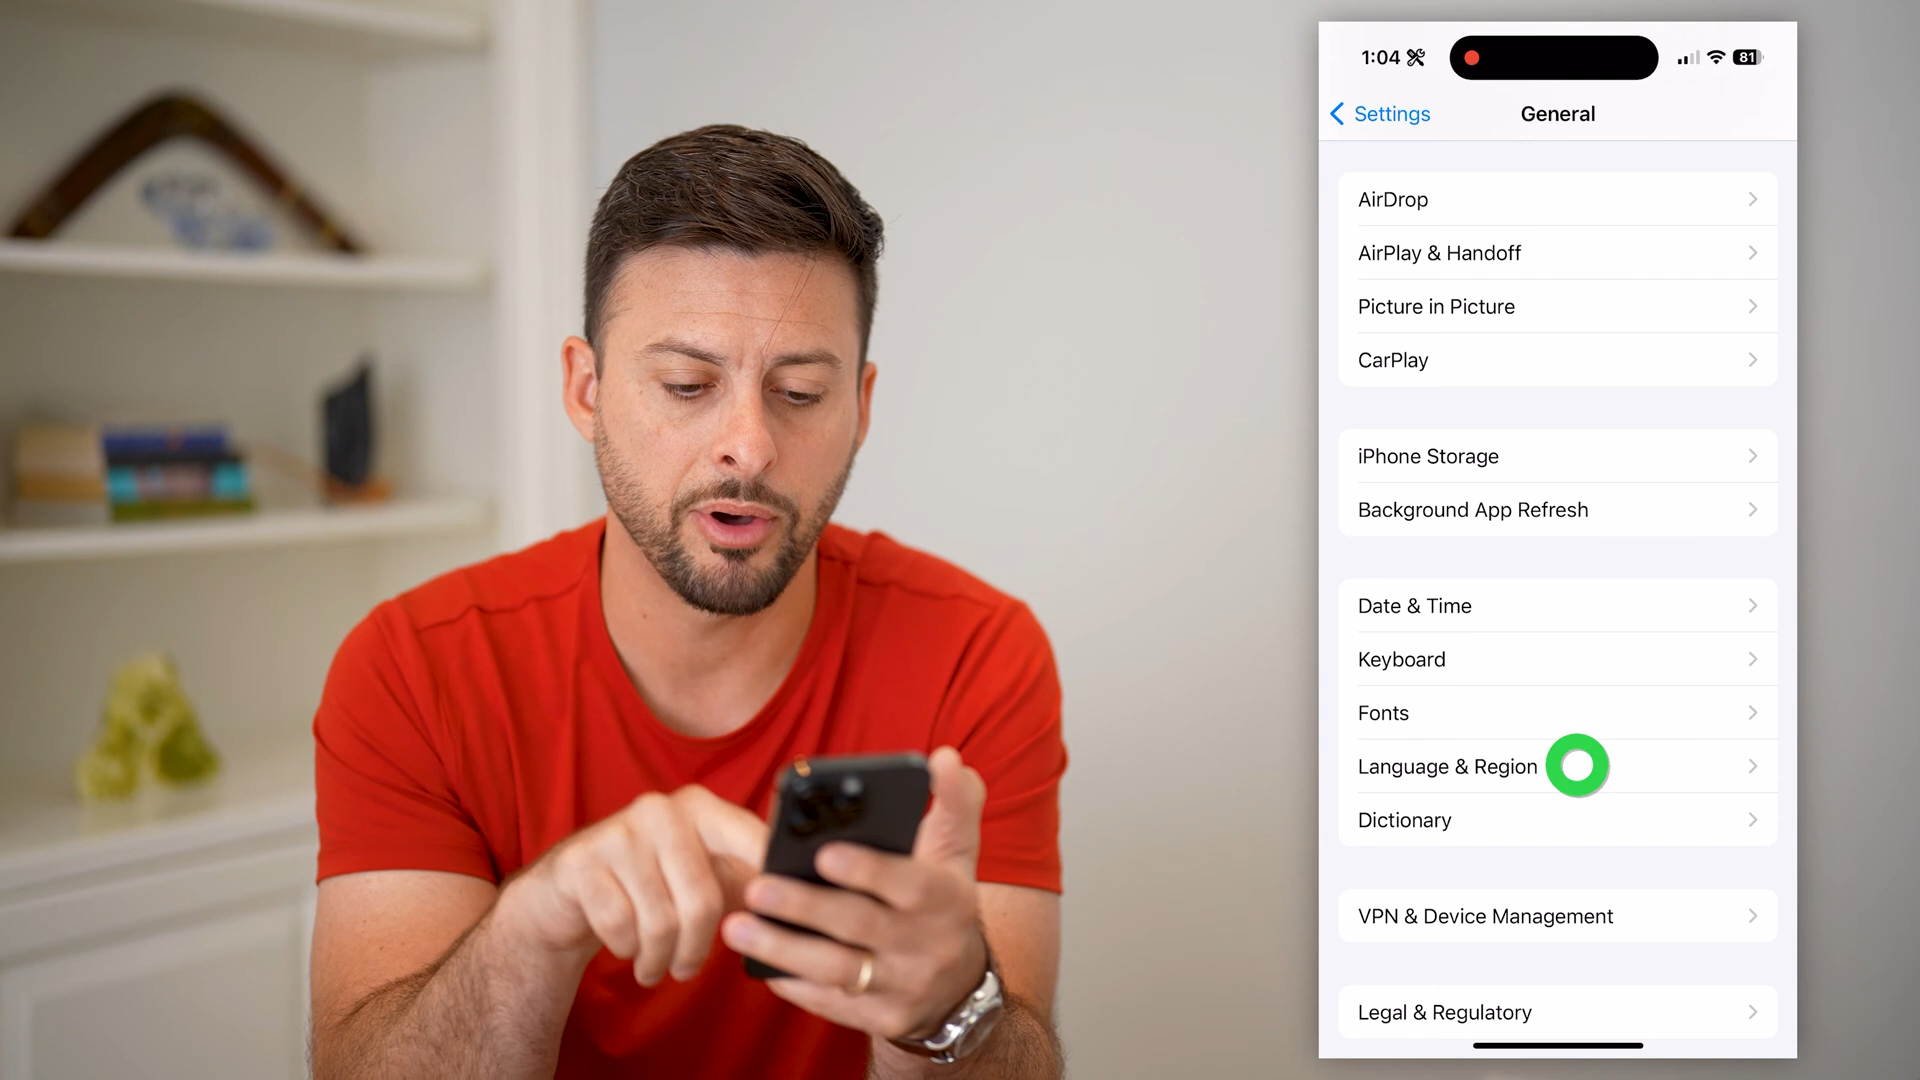 1:04
81
Settings
General
AirDrop
AirPlay & Handoff
Picture in Picture
CarPlay
iPhone Storage
Background App Refresh
Date & Time
Keyboard
Fonts
Language & Region
Dictionary
VPN & Device Management
Legal & Regulatory